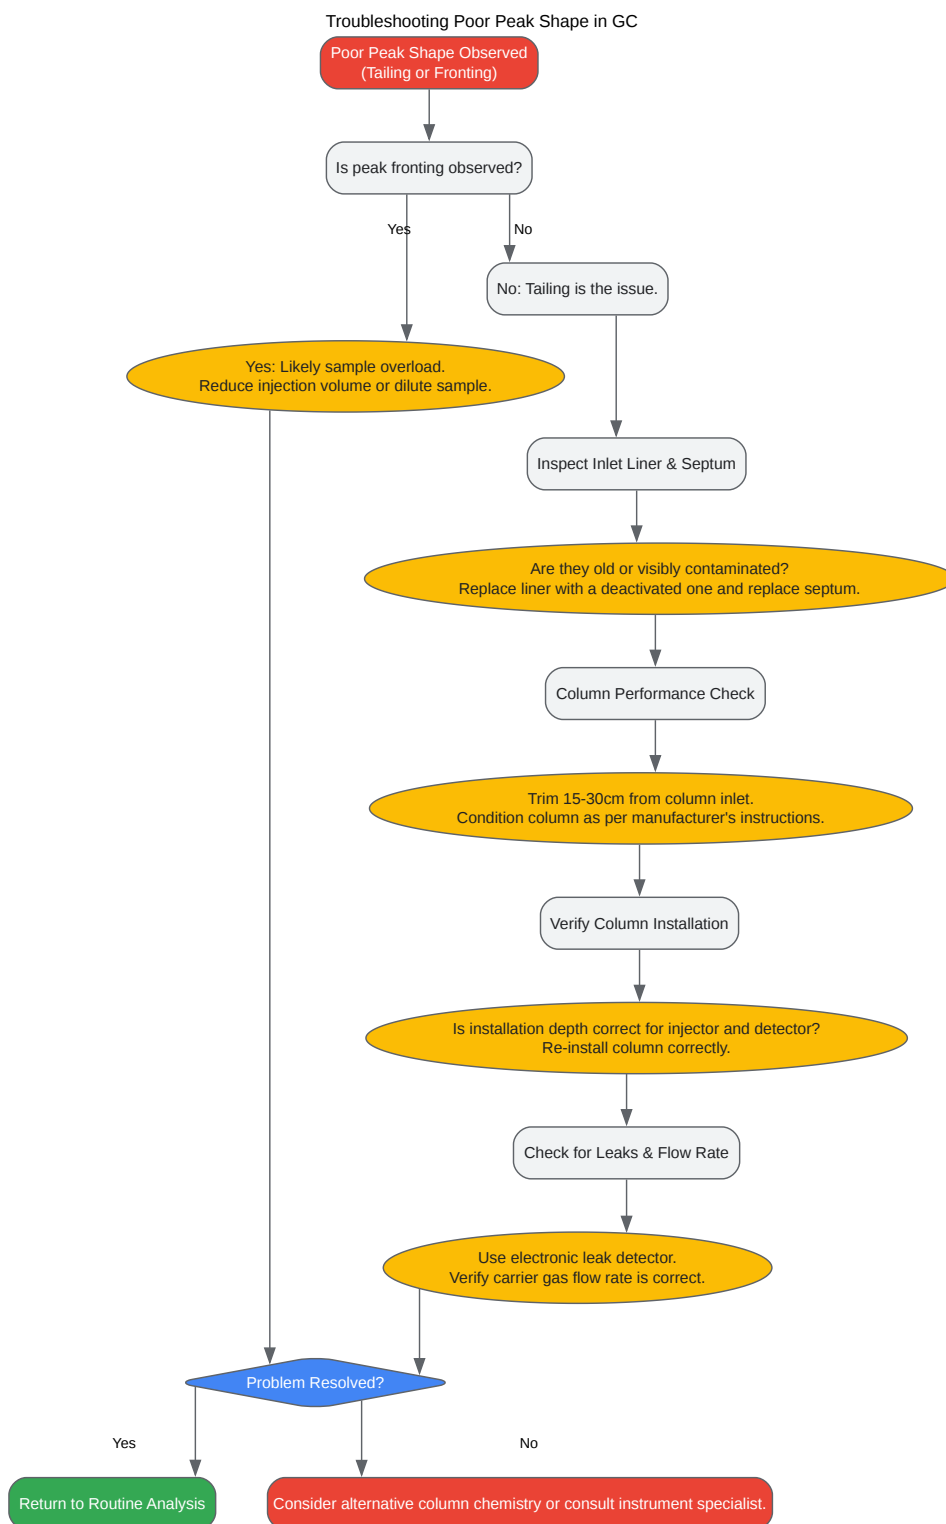 Troubleshooting Poor Peak Shape in GC
Poor Peak Shape Observed
(Tailing or Fronting)
Is peak fronting observed?
Yes
No
No: Tailing is the issue.
Yes: Likely sample overload.
Reduce injection volume or dilute sample.
Inspect Inlet Liner & Septum
Are they old or visibly contaminated?
Replace liner with a deactivated one and replace septum.
Column Performance Check
Trim 15-30cm from column inlet.
Condition column as per manufacturer's instructions.
Verify Column Installation
Is installation depth correct for injector and detector?
Re-install column correctly.
Check for Leaks & Flow Rate
Use electronic leak detector.
Verify carrier gas flow rate is correct.
Problem Resolved?
Yes
No
Return to Routine Analysis
Consider alternative column chemistry or consult instrument specialist.